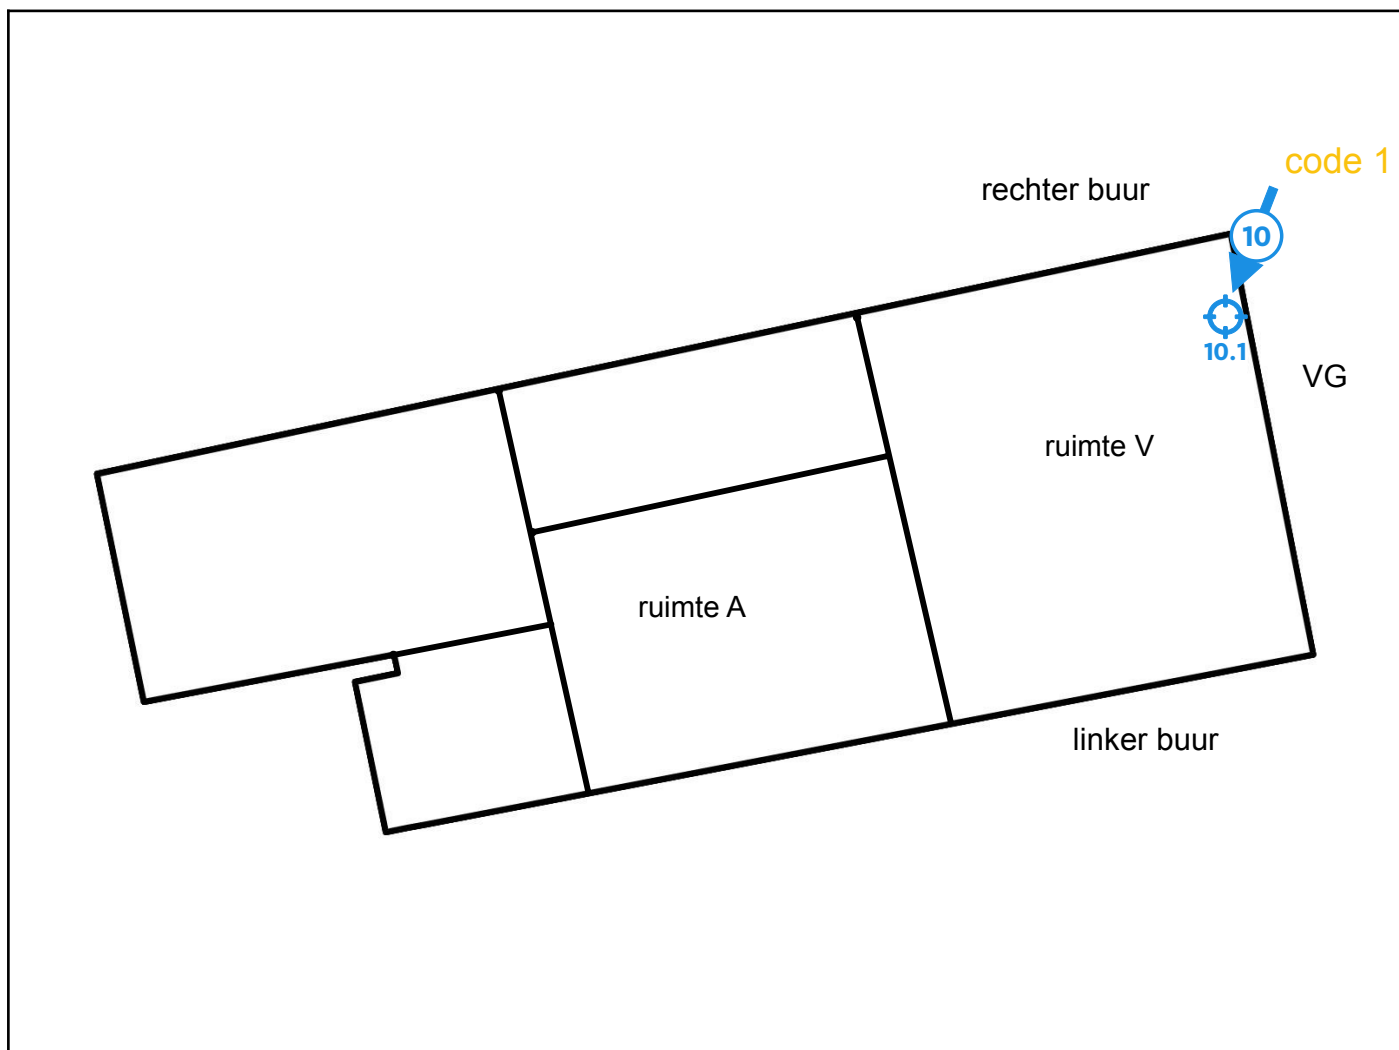 code 1
rechter buur
10
10.1
VG
ruimte V
ruimte A
linker buur